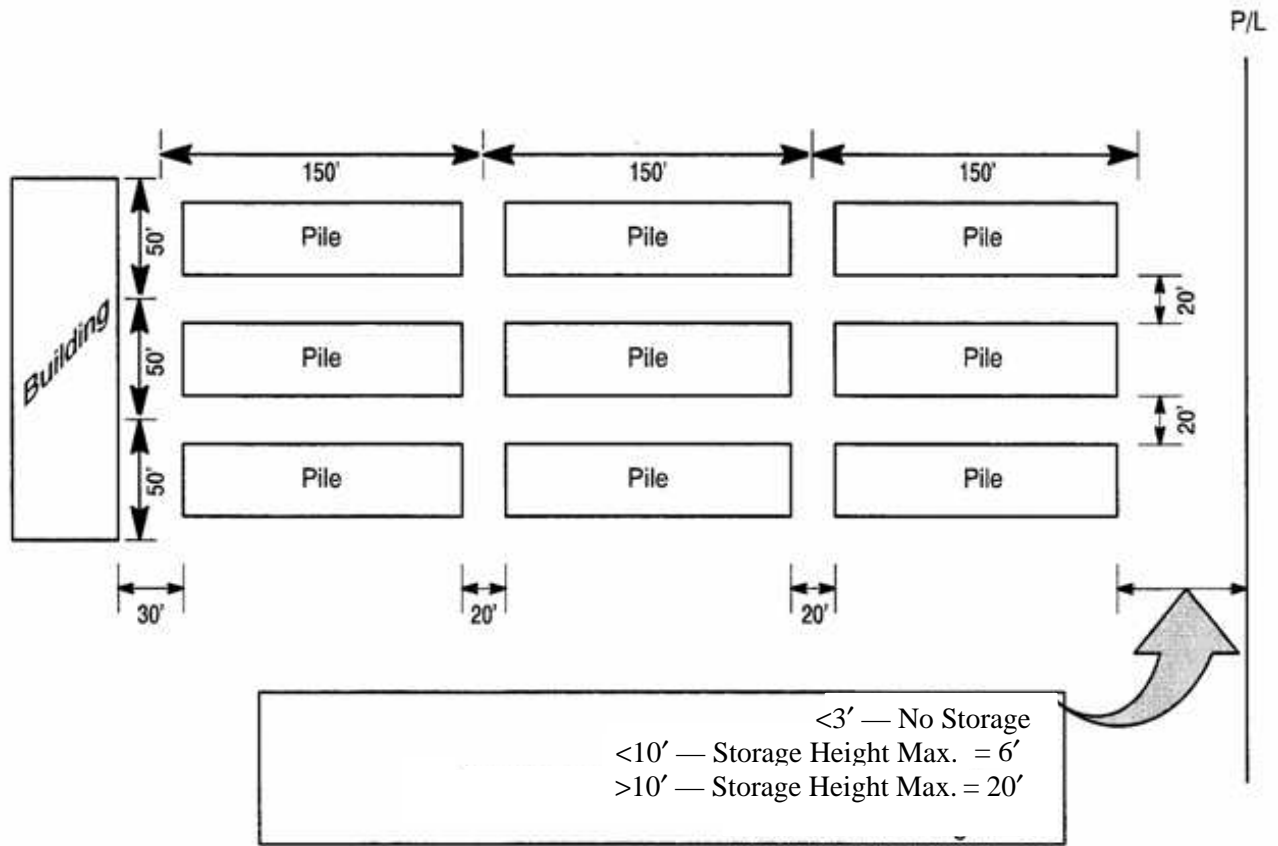 P/L
150' 150' 150'
Building
50'
Pile Pile Pile
20'
50'
Pile Pile Pile
20'
50'
Pile Pile Pile
30' 20' 20'
<3′ — No Storage
<10′ — Storage Height Max. = 6′
>10′ — Storage Height Max. = 20′